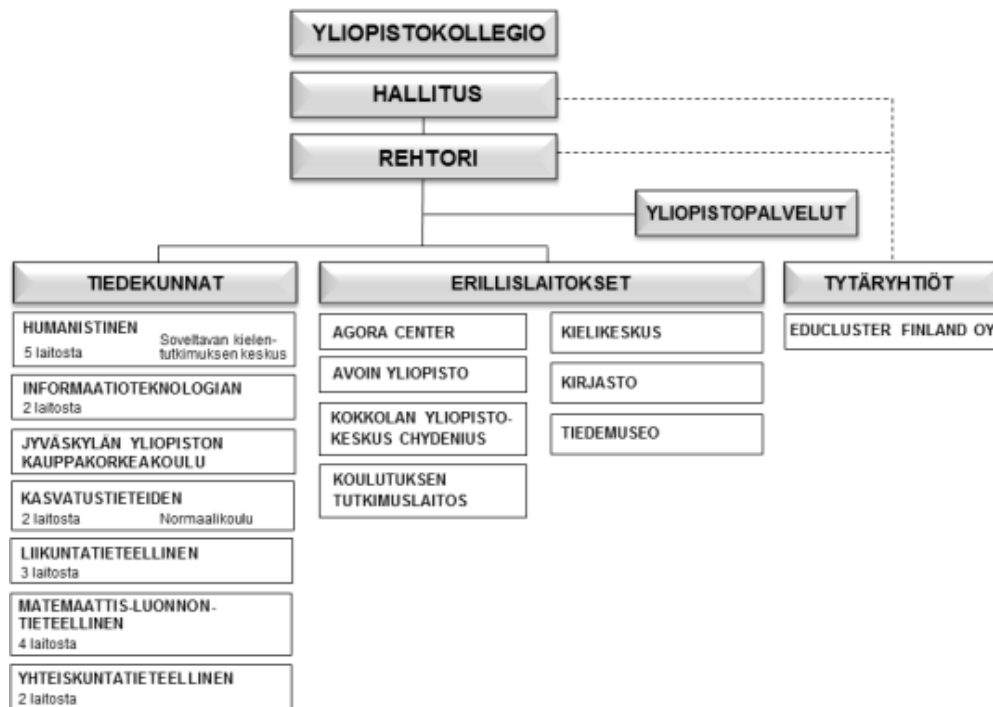 YLIOPISTOKOLLEGIO
HALLITUS
REHTORI
YLIOPISTOPALVELUT
TIEDEKUNNAT
HUMANISTINEN
5 laitosta
Soveltavan kielen-
tutkimuksen keskus
INFORMAATIOTEKNOLOGIAN
2 laitosta
JYVÄSKYLÄN YLIOPISTON
KAUPPAKORKEAKOULU
KASVATUSTIETEIDEN
2 laitosta Normaalikoulu
LIIKUNTATIETEELLINEN
3 laitosta
MATEMAATTIS-LUONNON-
TIETEELLINEN
4 laitosta
YHTEISKUNTATIETEELLINEN
2 laitosta
ERILLISLAITOKSET
AGORA CENTER
AVOIN YLIOPISTO
KOKKOLAN YLIOPISTO-
KESKUS CHYDENIUS
KOULUTUKSEN
TUTKIMUSLAITOS
KIELIKESKUS
KIRJASTO
TIEDEMUSEO
TYTÄRYHTIÖT
EDUCLUSTER FINLAND OY